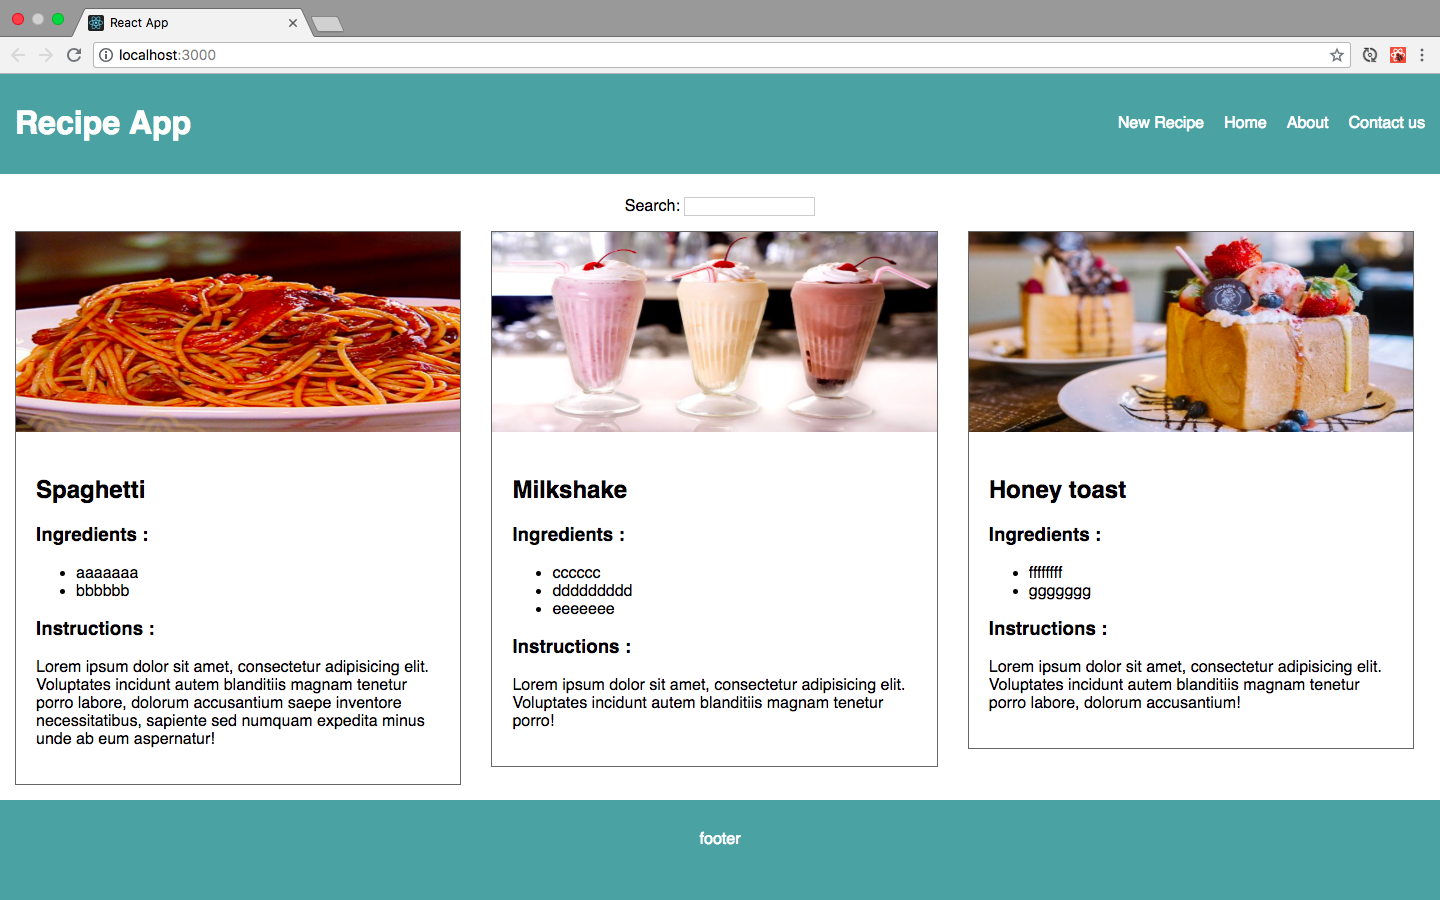 React App
localhost:3000
Recipe App
New Recipe Home About Contact us
Search:
Spaghetti
Ingredients :
aaaaaaa
bbbbbb
Instructions :
Lorem ipsum dolor sit amet, consectetur adipisicing elit.
Voluptates incidunt autem blanditiis magnam tenetur
porro labore, dolorum accusantium saepe inventore
necessitatibus, sapiente sed numquam expedita minus
unde ab eum aspernatur!
Milkshake
Ingredients :
cccccc
ddddddddd
eeeeeee
Instructions :
Lorem ipsum dolor sit amet, consectetur adipisicing elit.
Voluptates incidunt autem blanditiis magnam tenetur
porro!
Honey toast
Ingredients :
ffffffff
ggggggg
Instructions :
Lorem ipsum dolor sit amet, consectetur adipisicing elit.
Voluptates incidunt autem blanditiis magnam tenetur
porro labore, dolorum accusantium!
footer